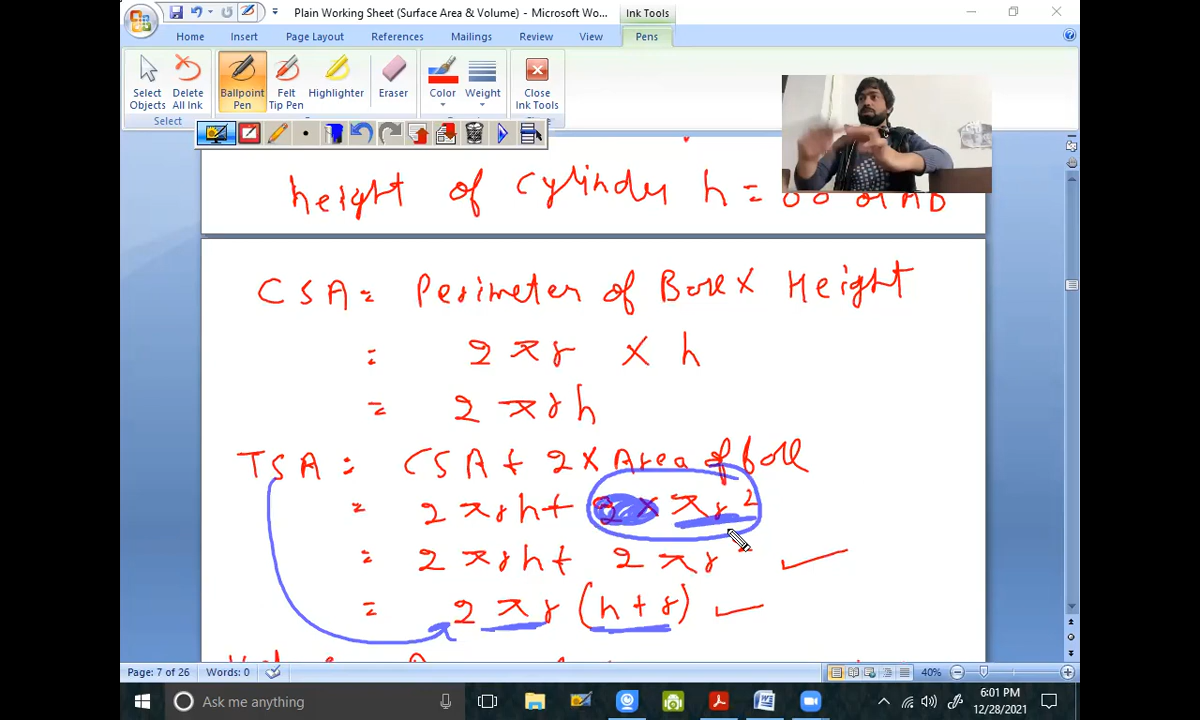 Plain Working Sheet (Surface Area & Volume) - Microsoft Wo...
Ink Tools
Home Insert Page Layout References Mailings Review View Pens
Select Objects
Delete All Ink
Ballpoint Pen
Felt Tip Pen
Highlighter
Eraser
Color
Weight
Close Ink Tools
Select
height of cylinder h =
CSA = Perimeter of Base X Height
= 2πr X h
= 2πrh
TSA = CSA + 2 X Area of
= 2πrh + 2 X πr²
= 2πrh + 2πr²
= 2πr (h + r)
Page: 7 of 26 Words: 0 40%
Ask me anything
6:01 PM
12/28/2021